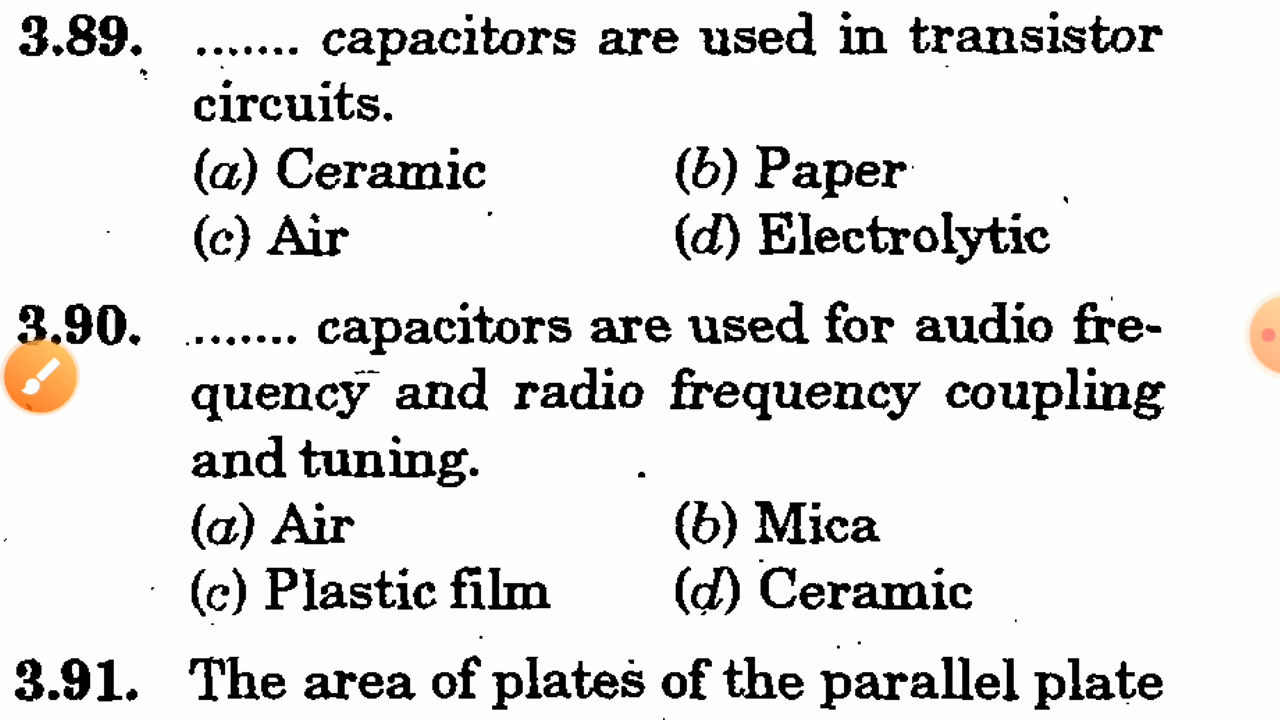 3.89. ....... capacitors are used in transistor
circuits.
(a) Ceramic (b) Paper
(c) Air (d) Electrolytic
3.90. ....... capacitors are used for audio fre-
quency and radio frequency coupling
and tuning.
(a) Air (b) Mica
(c) Plastic film (d) Ceramic
3.91. The area of plates of the parallel plate